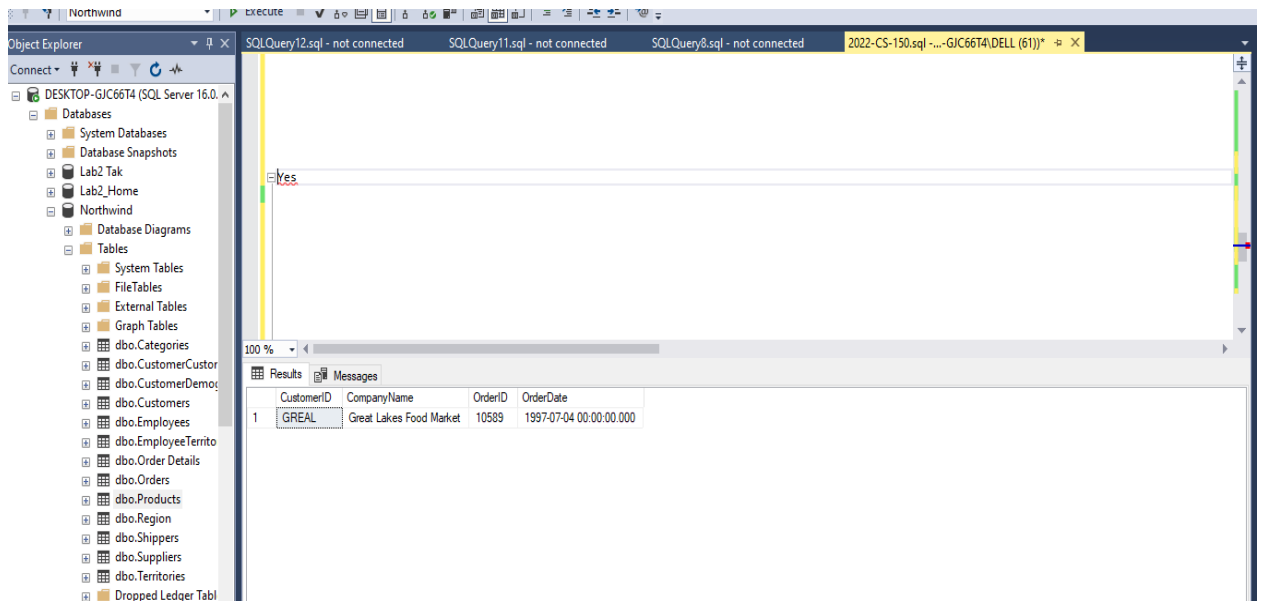 Northwind Execute
Object Explorer
SQLQuery12.sql - not connected SQLQuery11.sql - not connected SQLQuery8.sql - not connected 2022-CS-150.sql -...-GJC66T4\DELL (61))*
Connect
DESKTOP-GJC66T4 (SQL Server 16.0.
Databases
System Databases
Database Snapshots
Lab2 Tak
Lab2_Home
Northwind
Database Diagrams
Tables
System Tables
FileTables
External Tables
Graph Tables
dbo.Categories
dbo.CustomerCustor
dbo.CustomerDemog
dbo.Customers
dbo.Employees
dbo.EmployeeTerrito
dbo.Order Details
dbo.Orders
dbo.Products
dbo.Region
dbo.Shippers
dbo.Suppliers
dbo.Territories
Dropped Ledger Tabl
Yes
100 %
Results Messages
CustomerID CompanyName OrderID OrderDate
1 GREAL Great Lakes Food Market 10589 1997-07-04 00:00:00.000